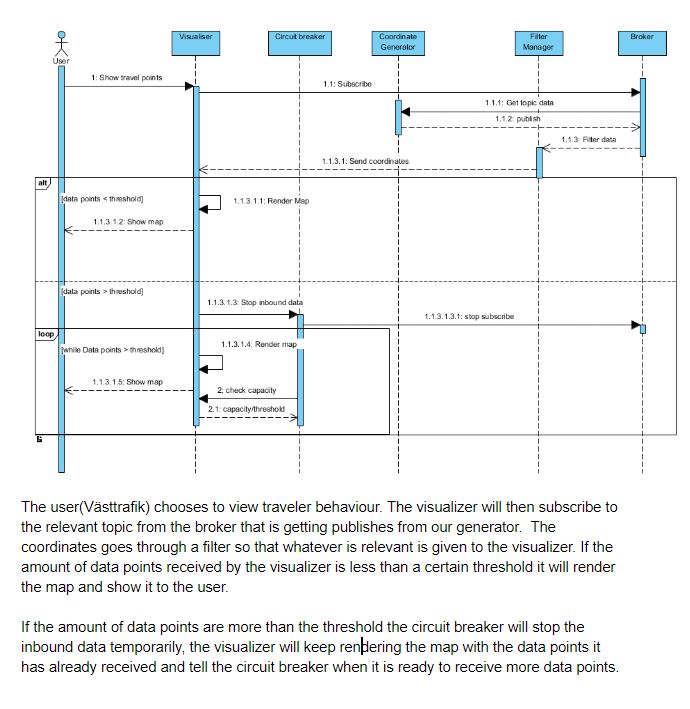 Visualiser
Circuit breaker
Coordinate
Generator
Filter
Manager
Broker
User
1: Show travel points
1.1: Subscribe
1.1.1: Get topic data
1.1.2: publish
1.1.3: Filter data
1.1.3.1: Send coordinates
alt
[data points < threshold]
1.1.3.1.1: Render Map
1.1.3.1.2: Show map
[data points > threshold]
1.1.3.1.3: Stop inbound data
1.1.3.1.3.1: stop subscribe
loop
[while Data points > threshold]
1.1.3.1.4: Render map
1.1.3.1.5: Show map
2: check capacity
2.1: capacity/threshold
The user(Västtrafik) chooses to view traveler behaviour. The visualizer will then subscribe to
the relevant topic from the broker that is getting publishes from our generator. The
coordinates goes through a filter so that whatever is relevant is given to the visualizer. If the
amount of data points received by the visualizer is less than a certain threshold it will render
the map and show it to the user.
If the amount of data points are more than the threshold the circuit breaker will stop the
inbound data temporarily, the visualizer will keep rendering the map with the data points it
has already received and tell the circuit breaker when it is ready to receive more data points.